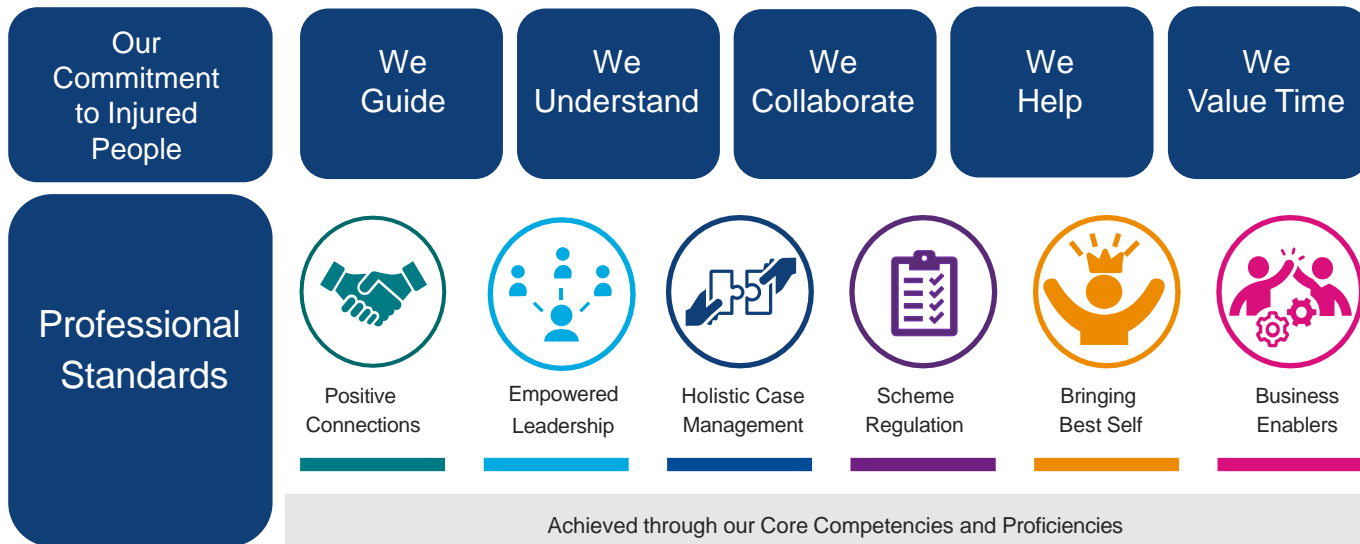 Our
Commitment
to Injured
People
We
Guide
We
Understand
We
Collaborate
We
Help
We
Value Time
Professional
Standards
Positive
Connections
Empowered
Leadership
Holistic Case
Management
Scheme
Regulation
Bringing
Best Self
Business
Enablers
Achieved through our Core Competencies and Proficiencies